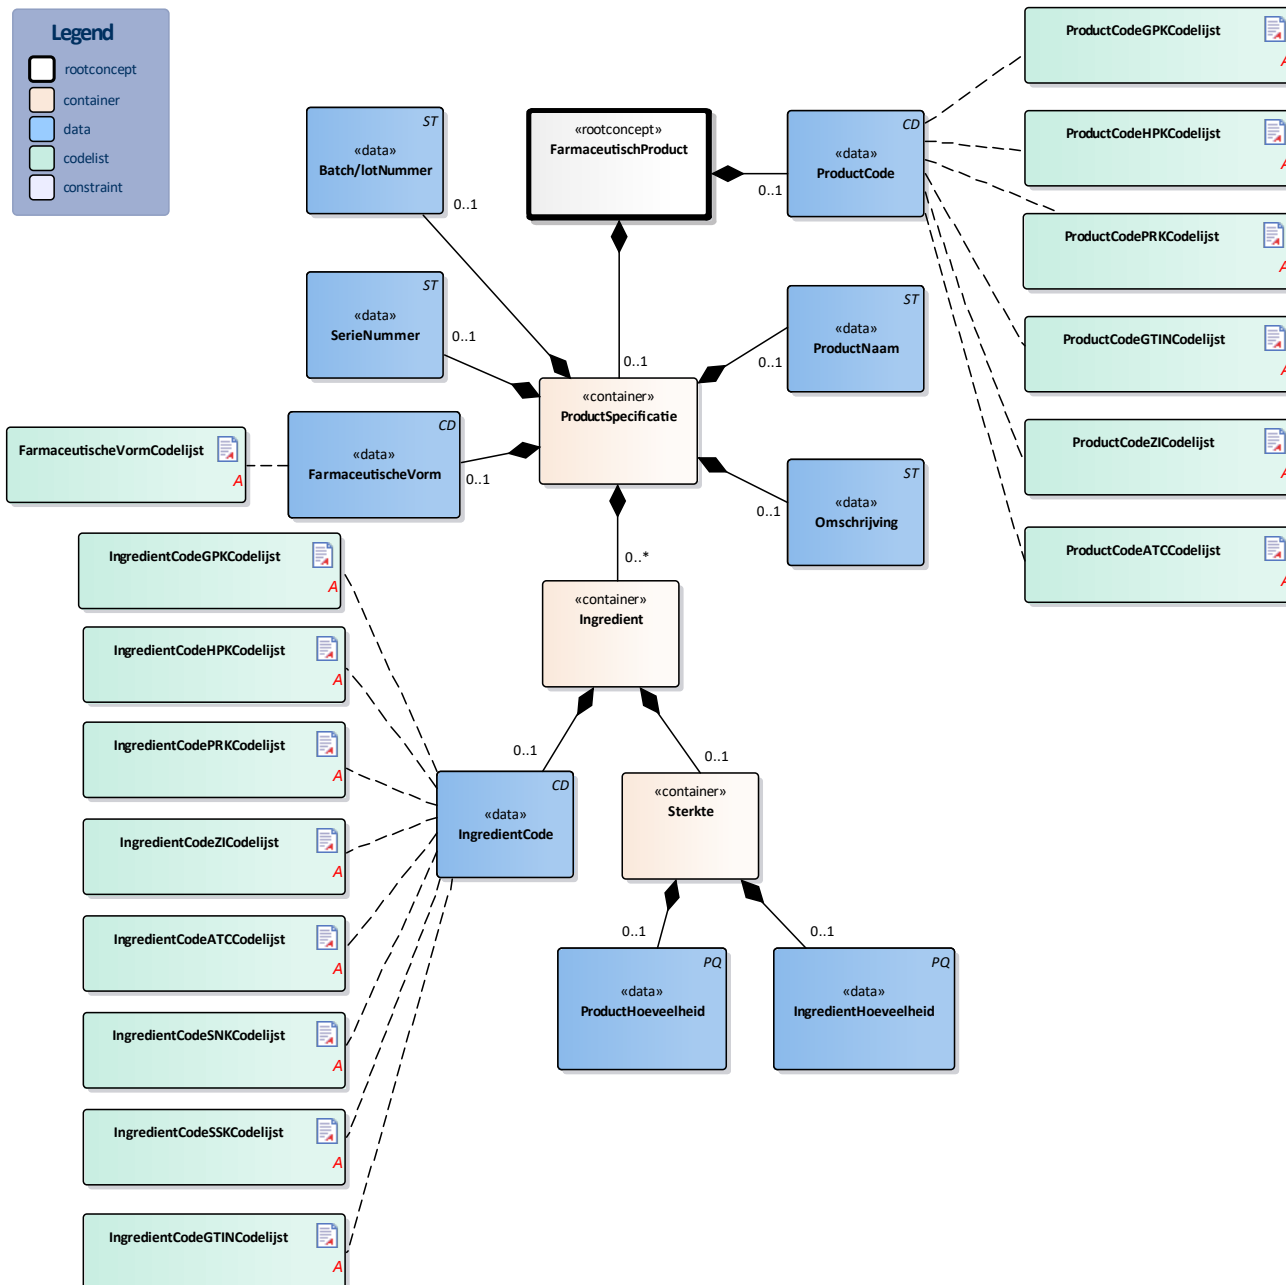 Legend
rootconcept
container
data
codelist
constraint
ST
«data»
Batch/lotNummer
0..1
«rootconcept»
FarmaceutischProduct
0..1
CD
«data»
ProductCode
0..1
ProductCodeGPKCodelijst
A
ProductCodeHPKCodelijst
A
ProductCodePRKCodelijst
A
ProductCodeGTINCodelijst
A
ProductCodeZICodelijst
A
ProductCodeATCCodelijst
A
ST
«data»
SerieNummer
0..1
ST
«data»
ProductNaam
0..1
«container»
ProductSpecificatie
FarmaceutischeVormCodelijst
A
CD
«data»
FarmaceutischeVorm
0..1
ST
«data»
Omschrijving
0..1
0..*
«container»
Ingredient
IngredientCodeGPKCodelijst
A
IngredientCodeHPKCodelijst
A
IngredientCodePRKCodelijst
A
IngredientCodeZICodelijst
A
IngredientCodeATCCodelijst
A
IngredientCodeSNKCodelijst
A
IngredientCodeSSKCodelijst
A
IngredientCodeGTINCodelijst
A
0..1
CD
«data»
IngredientCode
0..1
«container»
Sterkte
0..1
PQ
«data»
ProductHoeveelheid
0..1
PQ
«data»
IngredientHoeveelheid